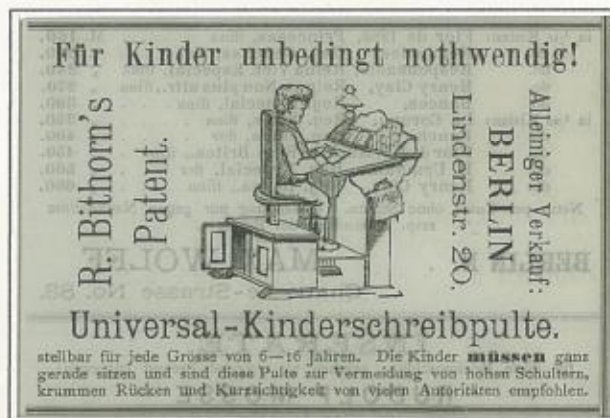 Für Kinder unbedingt nothwendig!
R. Bithorn's
Patent.
Alleiniger Verkauf:
BERLIN
Lindenstr. 20.
Universal-Kinderschreibpulte.
stellbar für jede Grösse von 6—16 Jahren. Die Kinder müssen ganz
gerade sitzen und sind diese Pulte zur Vermeidung von hohen Schultern,
krummen Rücken und Kurzsichtigkeit von vielen Autoritäten empfohlen.